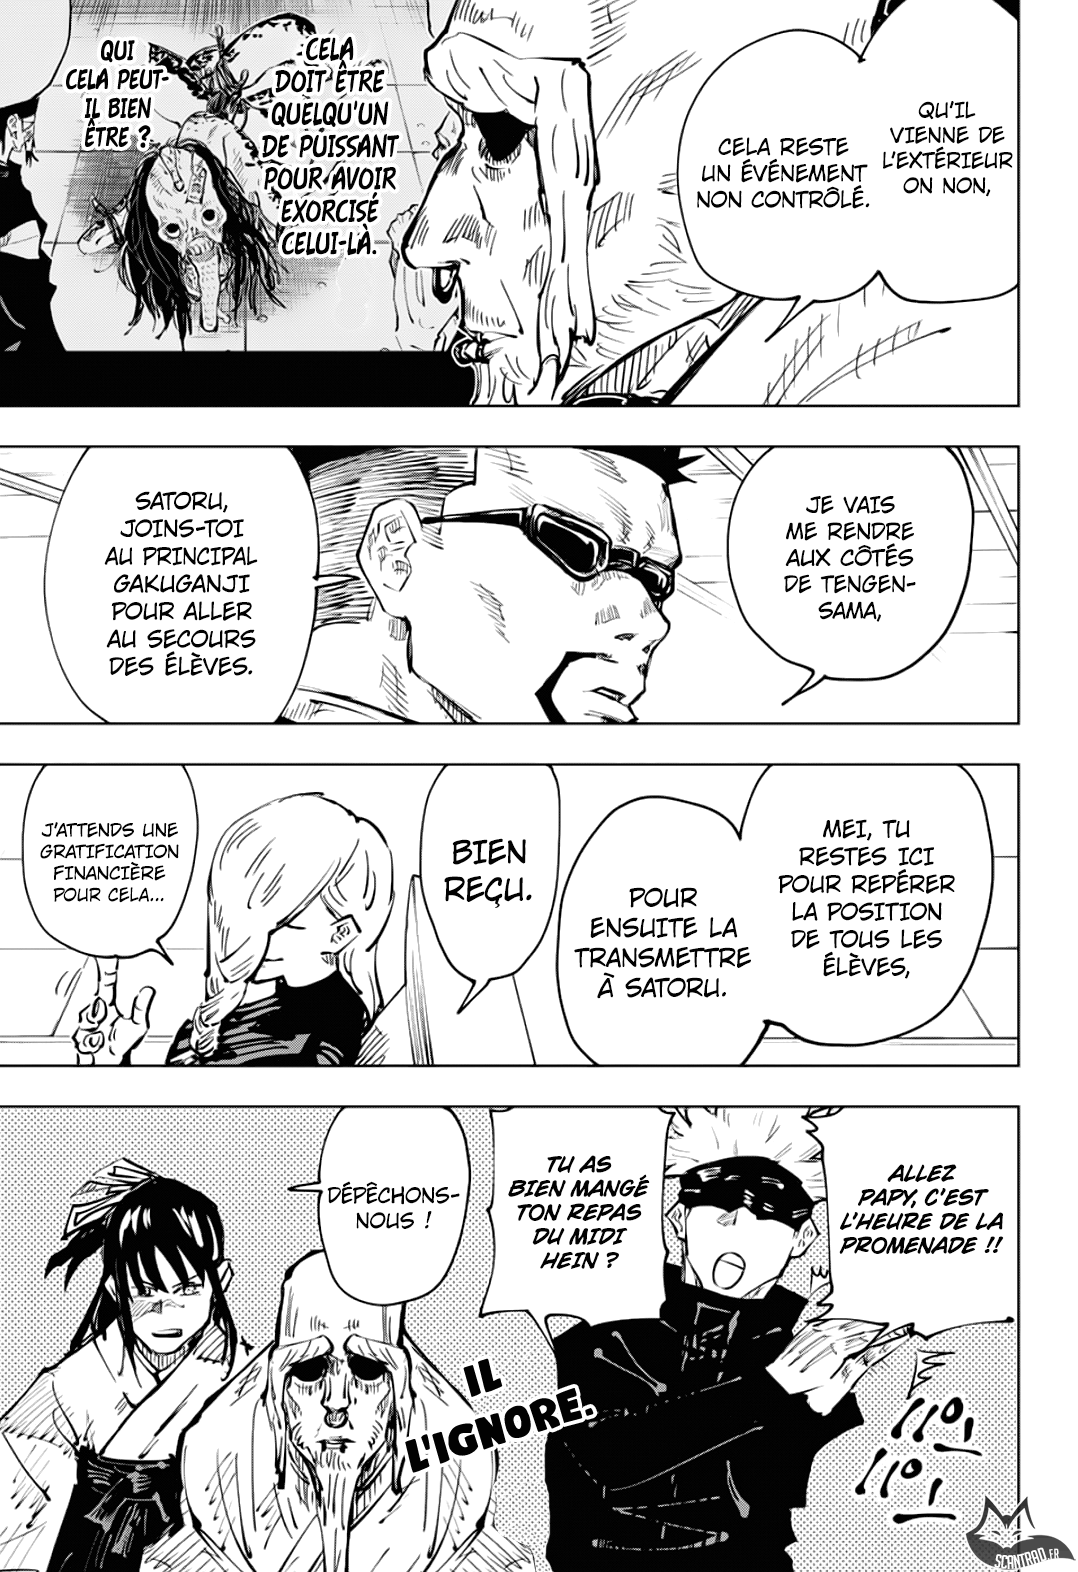 QU'IL
VIENNE DE
L'EXTÉRIEUR
ON NON,
CELA RESTE
UN ÉVÉNEMENT
NON CONTRÔLÉ.
CELA
DOIT ÊTRE
QUELQU'UN
DE PUISSANT
POUR AVOIR
EXORCISÉ
CELUI-LÀ.
QUI
CELA PEUT-
IL BIEN
ÊTRE ?
JE VAIS
ME RENDRE
AUX CÔTÉS
DE TENGEN-
SAMA,
SATORU,
JOINS-TOI
AU PRINCIPAL
GAKUGANJI
POUR ALLER
AU SECOURS
DES ÉLÈVES.
MEI, TU
RESTES ICI
POUR REPÉRER
LA POSITION
DE TOUS LES
ÉLÈVES,
POUR
ENSUITE LA
TRANSMETTRE
À SATORU.
BIEN
REÇU.
J'ATTENDS UNE
GRATIFICATION
FINANCIÈRE
POUR CELA...
ALLEZ
PAPY, C'EST
L'HEURE DE LA
PROMENADE !!
TU AS
BIEN MANGÉ
TON REPAS
DU MIDI
HEIN ?
DÉPÊCHONS-
NOUS !
IL
L'IGNORE.
SCANTRAD.FR